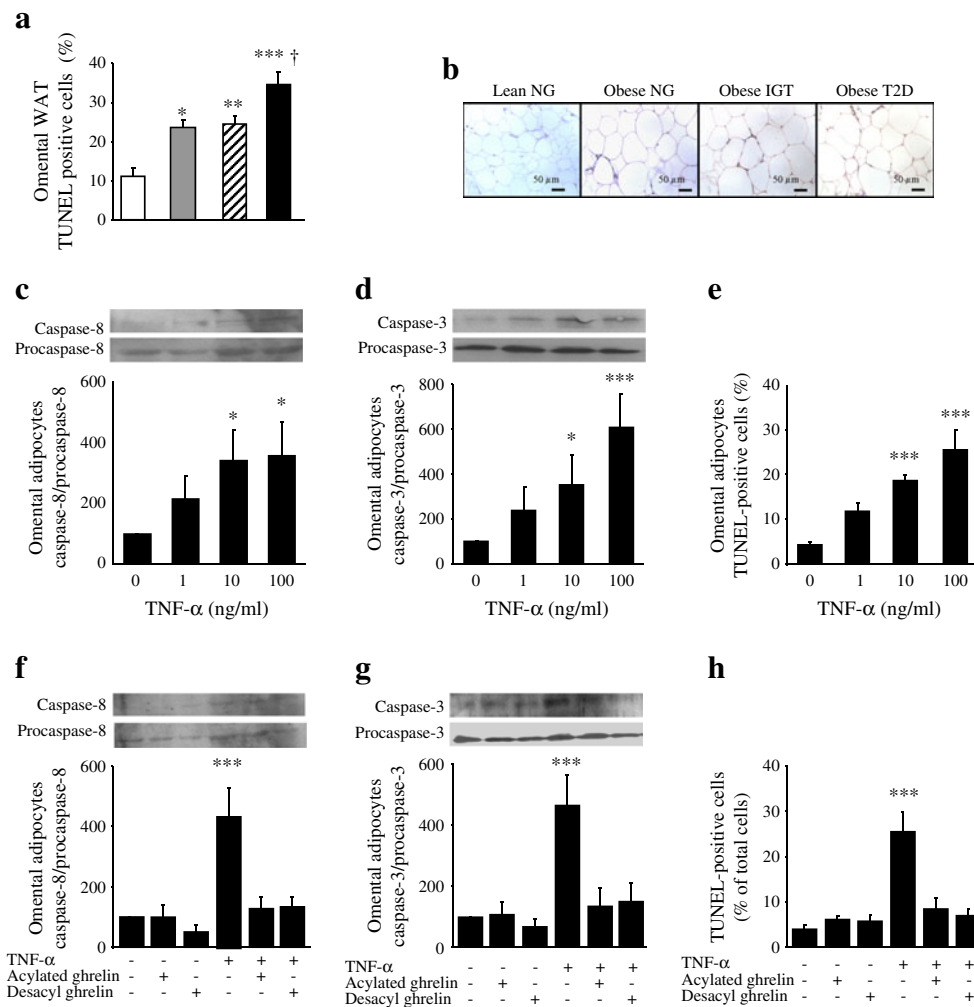 a
Omental WAT
TUNEL positive cells (%)
40
30
20
10
0
*
**
*** †
b
Lean NG
Obese NG
Obese IGT
Obese T2D
50 µm
50 µm
50 µm
50 µm
c
Caspase-8
Procaspase-8
Omental adipocytes
caspase-8/procaspase-8
600
400
200
0
*
*
0 1 10 100
TNF-α (ng/ml)
d
Caspase-3
Procaspase-3
Omental adipocytes
caspase-3/procaspase-3
800
600
400
200
0
*
***
0 1 10 100
TNF-α (ng/ml)
e
Omental adipocytes
TUNEL-positive cells (%)
40
30
20
10
0
***
***
0 1 10 100
TNF-α (ng/ml)
f
Caspase-8
Procaspase-8
Omental adipocytes
caspase-8/procaspase-8
600
400
200
0
***
TNF-α - - - + + +
Acylated ghrelin - + - - + -
Desacyl ghrelin - - + - - +
g
Caspase-3
Procaspase-3
Omental adipocytes
caspase-3/procaspase-3
600
400
200
0
***
TNF-α - - - + + +
Acylated ghrelin - + - - + -
Desacyl ghrelin - - + - - +
h
TUNEL-positive cells
(% of total cells)
40
30
20
10
0
***
TNF-α - - - + + +
Acylated ghrelin - + - - + -
Desacyl ghrelin - - + - - +